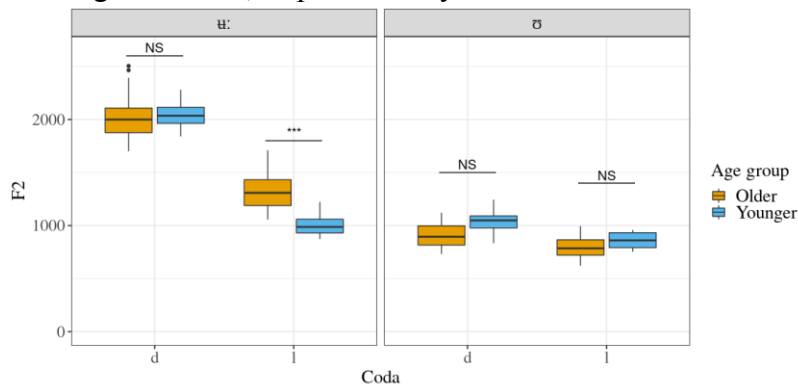 ʉː
ʊ
NS
***
NS
NS
2000
1000
0
F2
d
l
d
l
Coda
Age group
Older
Younger